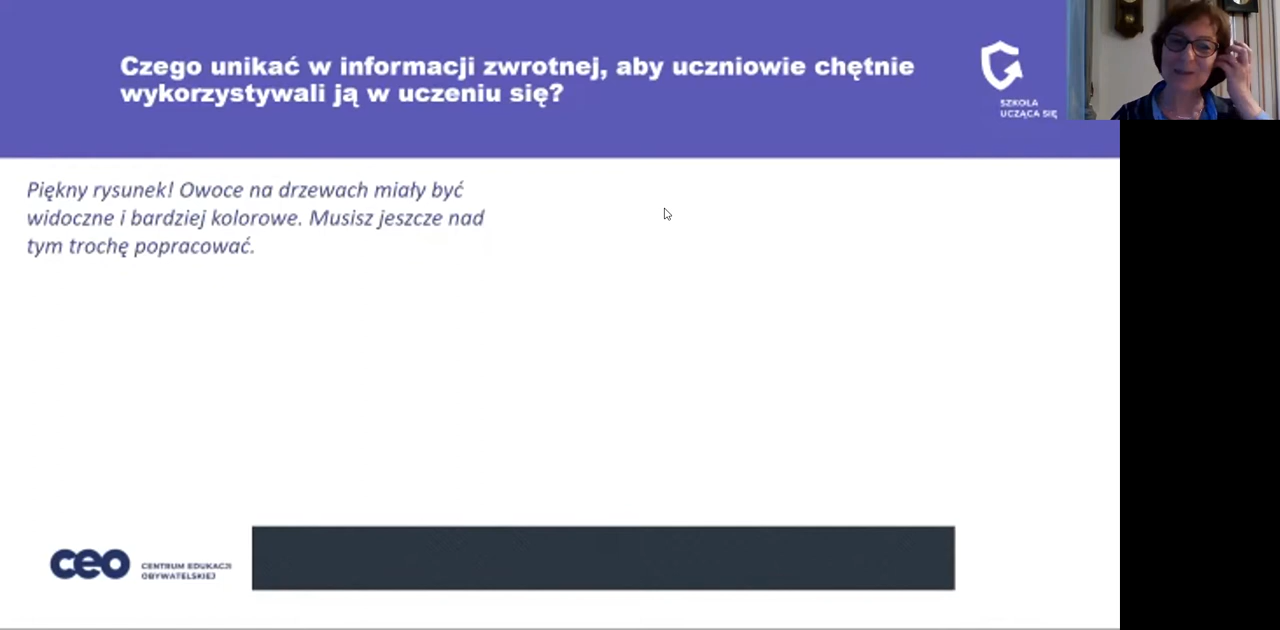 Czego unikać w informacji zwrotnej, aby uczniowie chętnie
wykorzystywali ją w uczeniu się?
SZKOŁA
UCZĄCA SIĘ
Piękny rysunek! Owoce na drzewach miały być
widoczne i bardziej kolorowe. Musisz jeszcze nad
tym trochę popracować.
ceo
CENTRUM EDUKACJI
OBYWATELSKIEJ